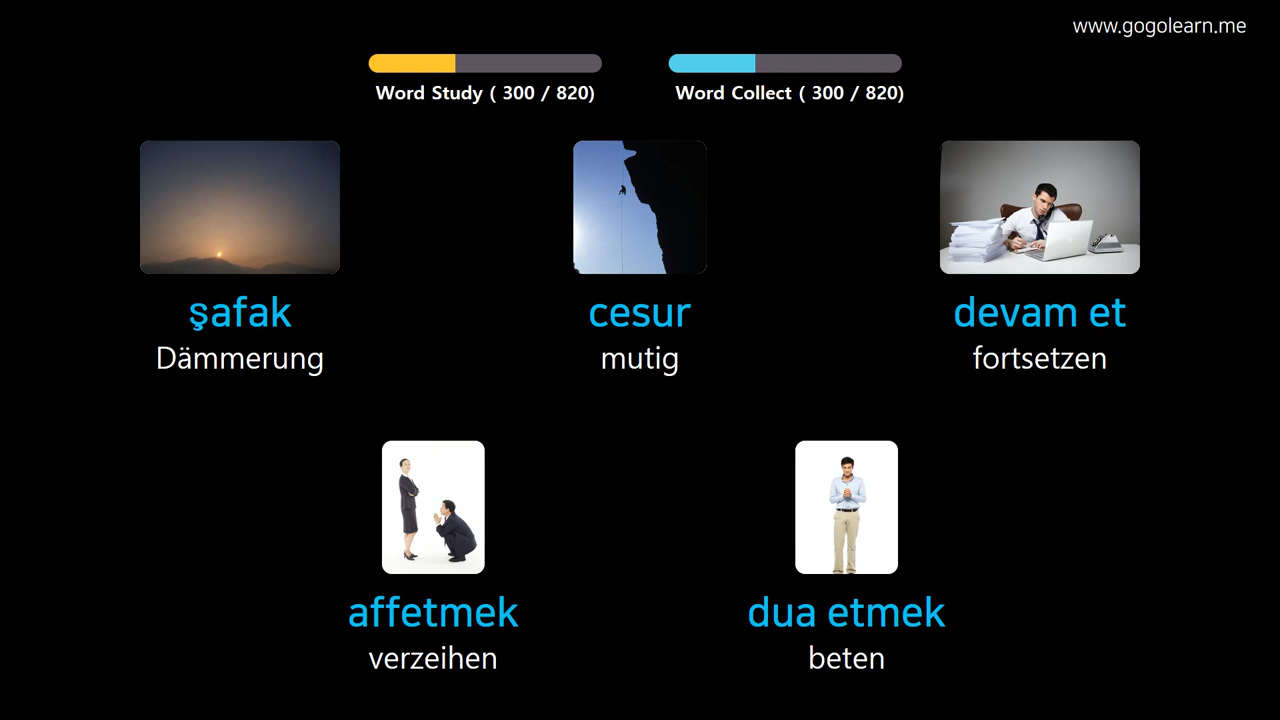 www.gogolearn.me
Word Study ( 300 / 820)
Word Collect ( 300 / 820)
şafak
Dämmerung
cesur
mutig
devam et
fortsetzen
affetmek
verzeihen
dua etmek
beten